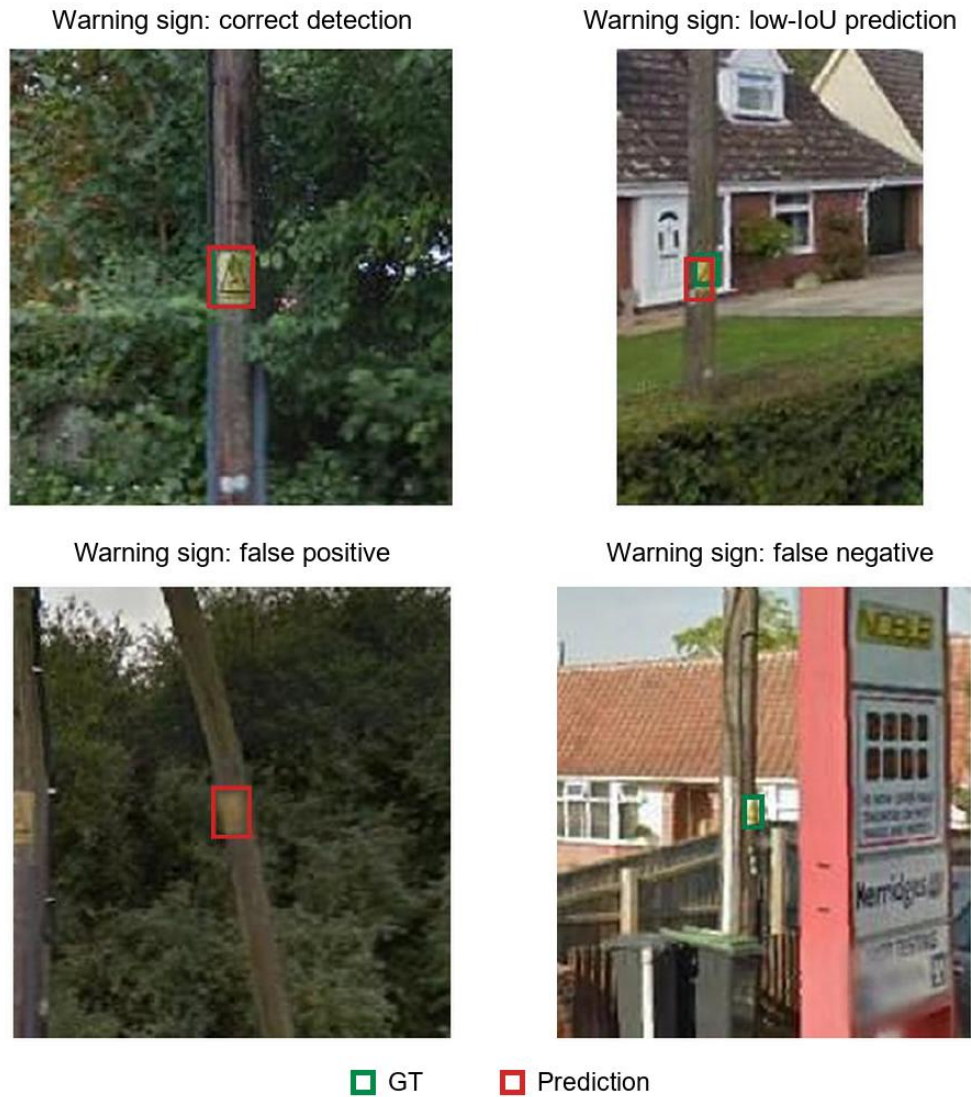 Warning sign: correct detection
Warning sign: low-IoU prediction
Warning sign: false positive
Warning sign: false negative
NOBLE
Kerridges
TESTING
GT
Prediction